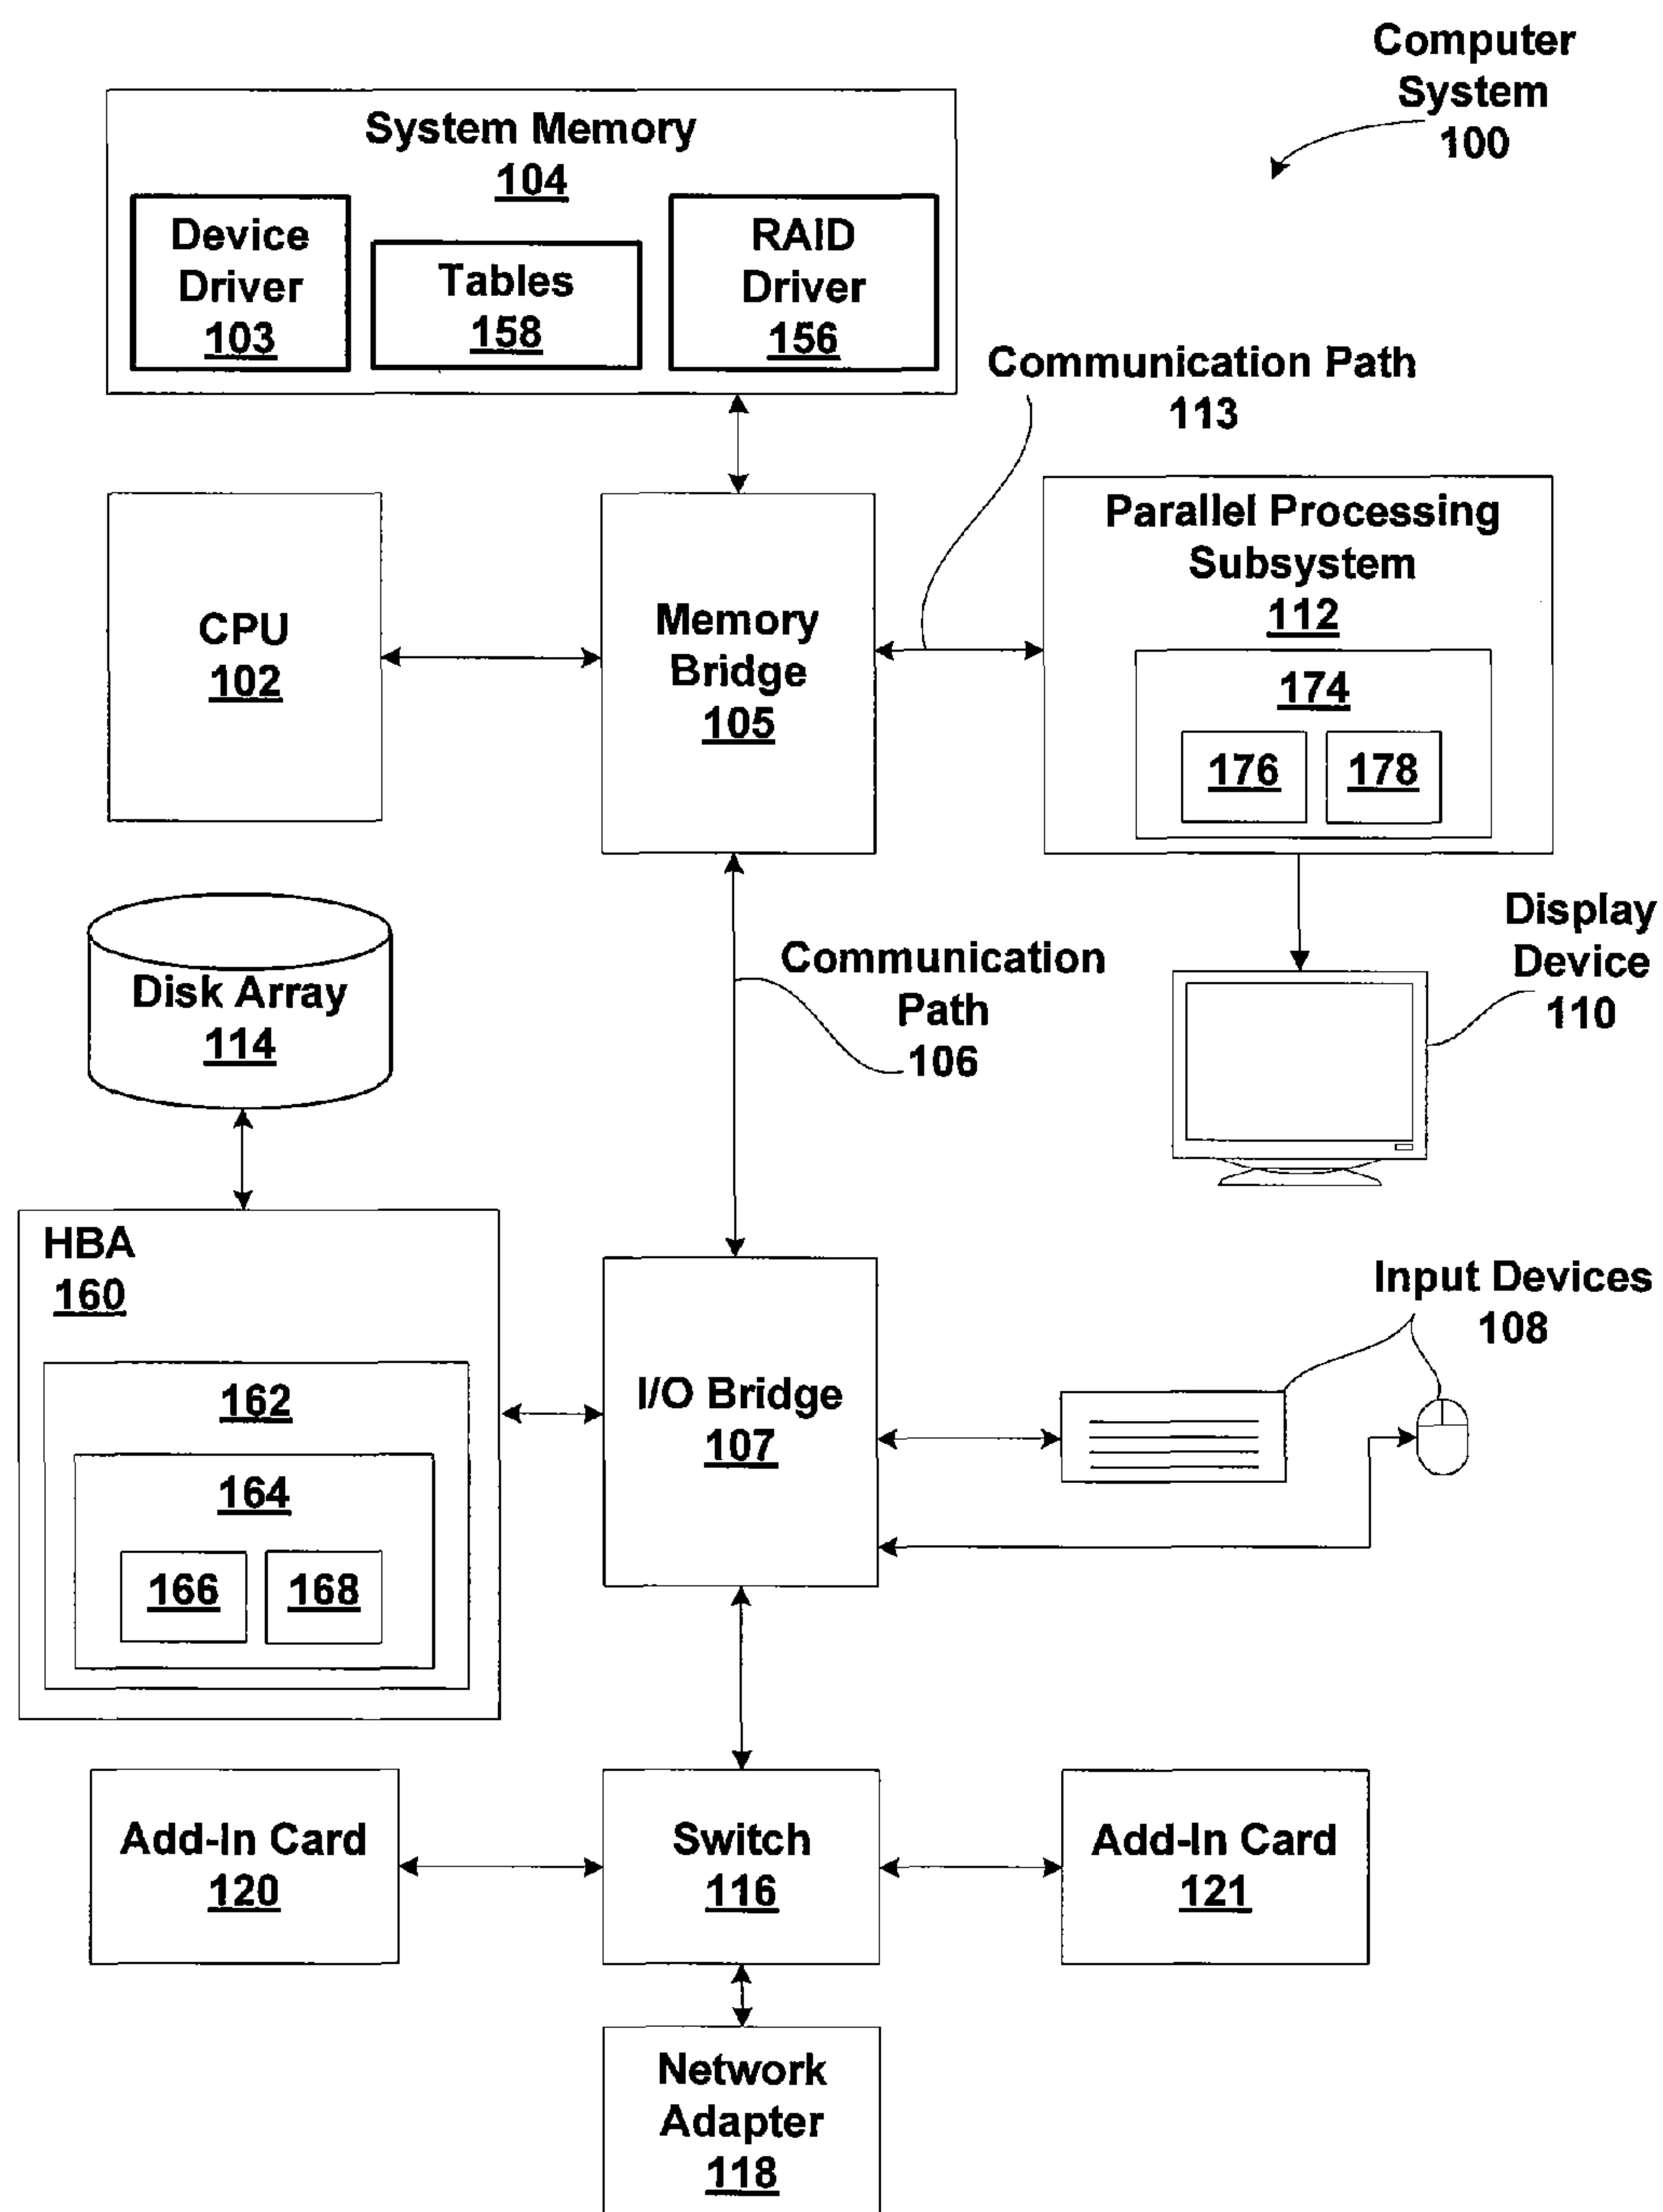 Computer
System
100
System Memory
104
Device
Driver
103
Tables
158
RAID
Driver
156
Communication Path
113
CPU
102
Memory
Bridge
105
Parallel Processing
Subsystem
112
174
176
178
Disk Array
114
Communication
Path
106
Display
Device
110
HBA
160
162
164
166
168
I/O Bridge
107
Input Devices
108
Add-In Card
120
Switch
116
Add-In Card
121
Network
Adapter
118